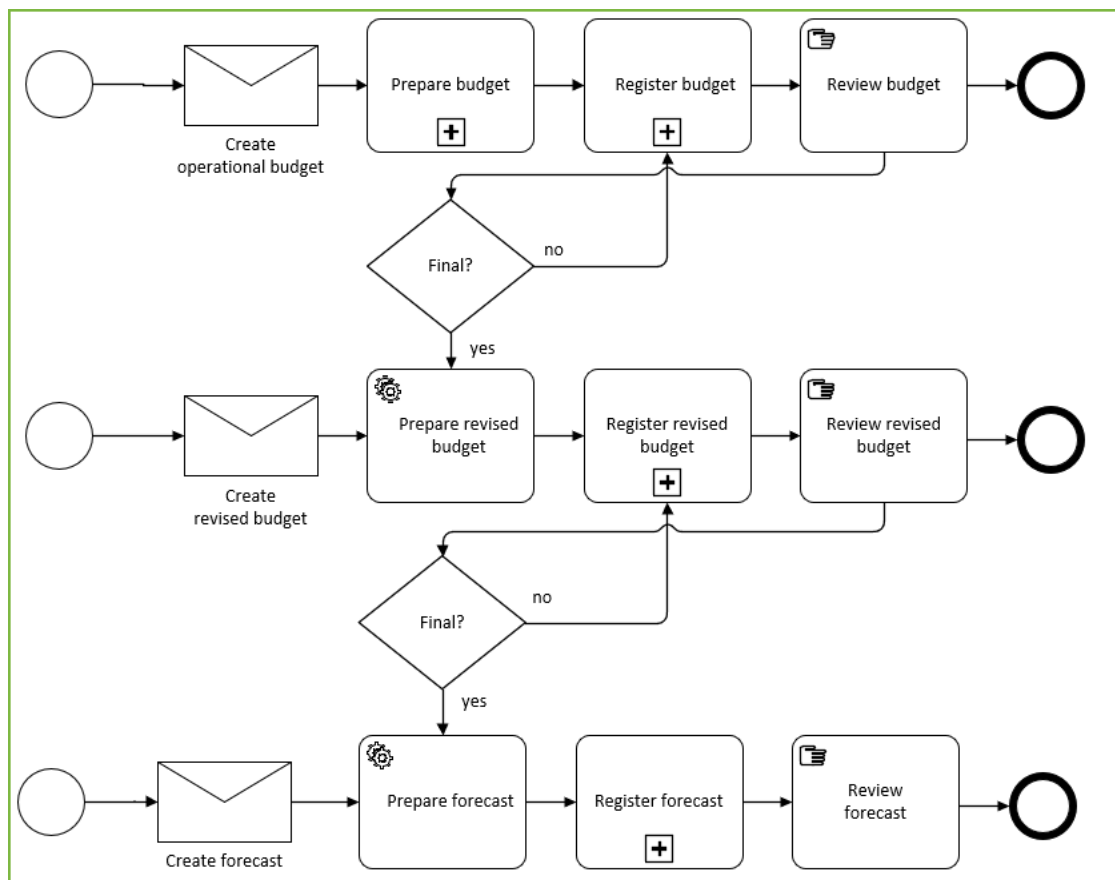 Prepare budget
Register budget
Review budget
Create
operational budget
Final?
no
yes
Prepare revised
budget
Register revised
budget
Review revised
budget
Create
revised budget
Final?
no
yes
Prepare forecast
Register forecast
Review
forecast
Create forecast